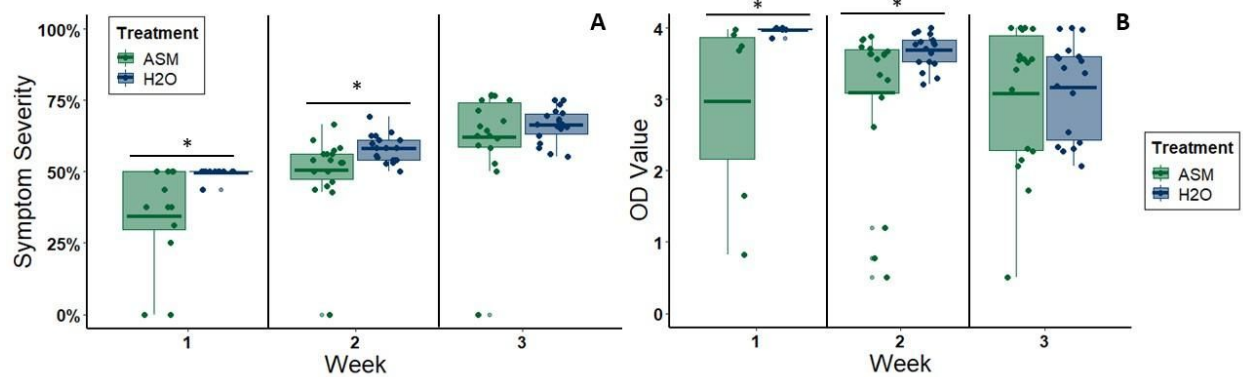 A
Treatment
ASM
H2O
100%
75%
50%
25%
0%
Symptom Severity
*
*
1
2
3
Week
B
*
*
4
3
2
1
0
OD Value
1
2
3
Week
Treatment
ASM
H2O